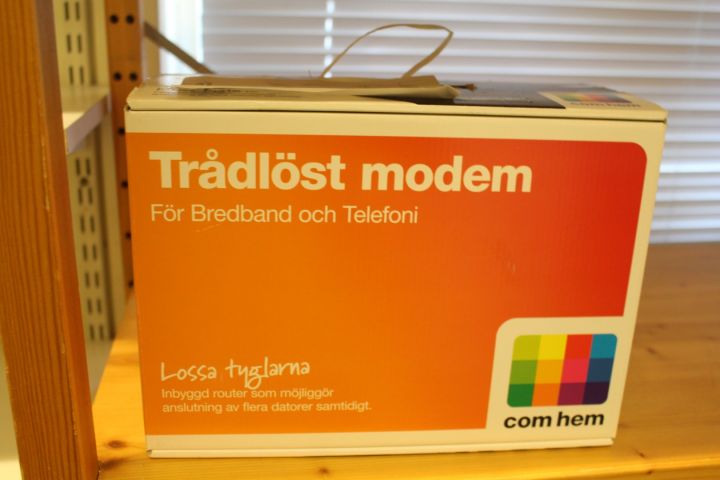 Trådlöst modem
För Bredband och Telefoni
Lossa tyglarna
Inbyggd router som möjliggör
anslutning av flera datorer samtidigt.
com hem